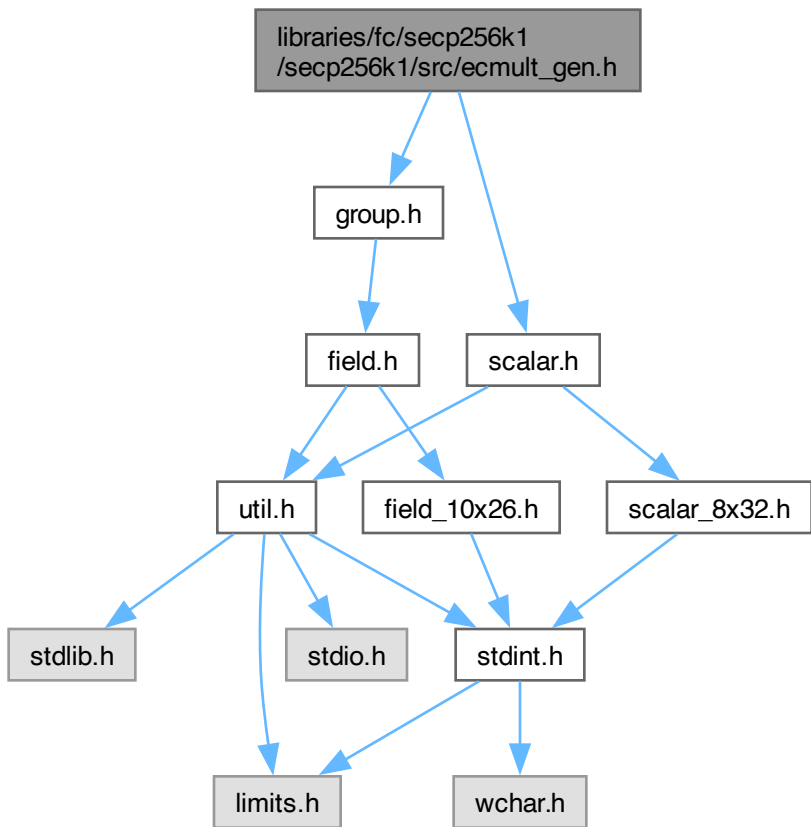 libraries/fc/secp256k1
/secp256k1/src/ecmult_gen.h
group.h
field.h
scalar.h
util.h
field_10x26.h
scalar_8x32.h
stdlib.h
stdio.h
stdint.h
limits.h
wchar.h